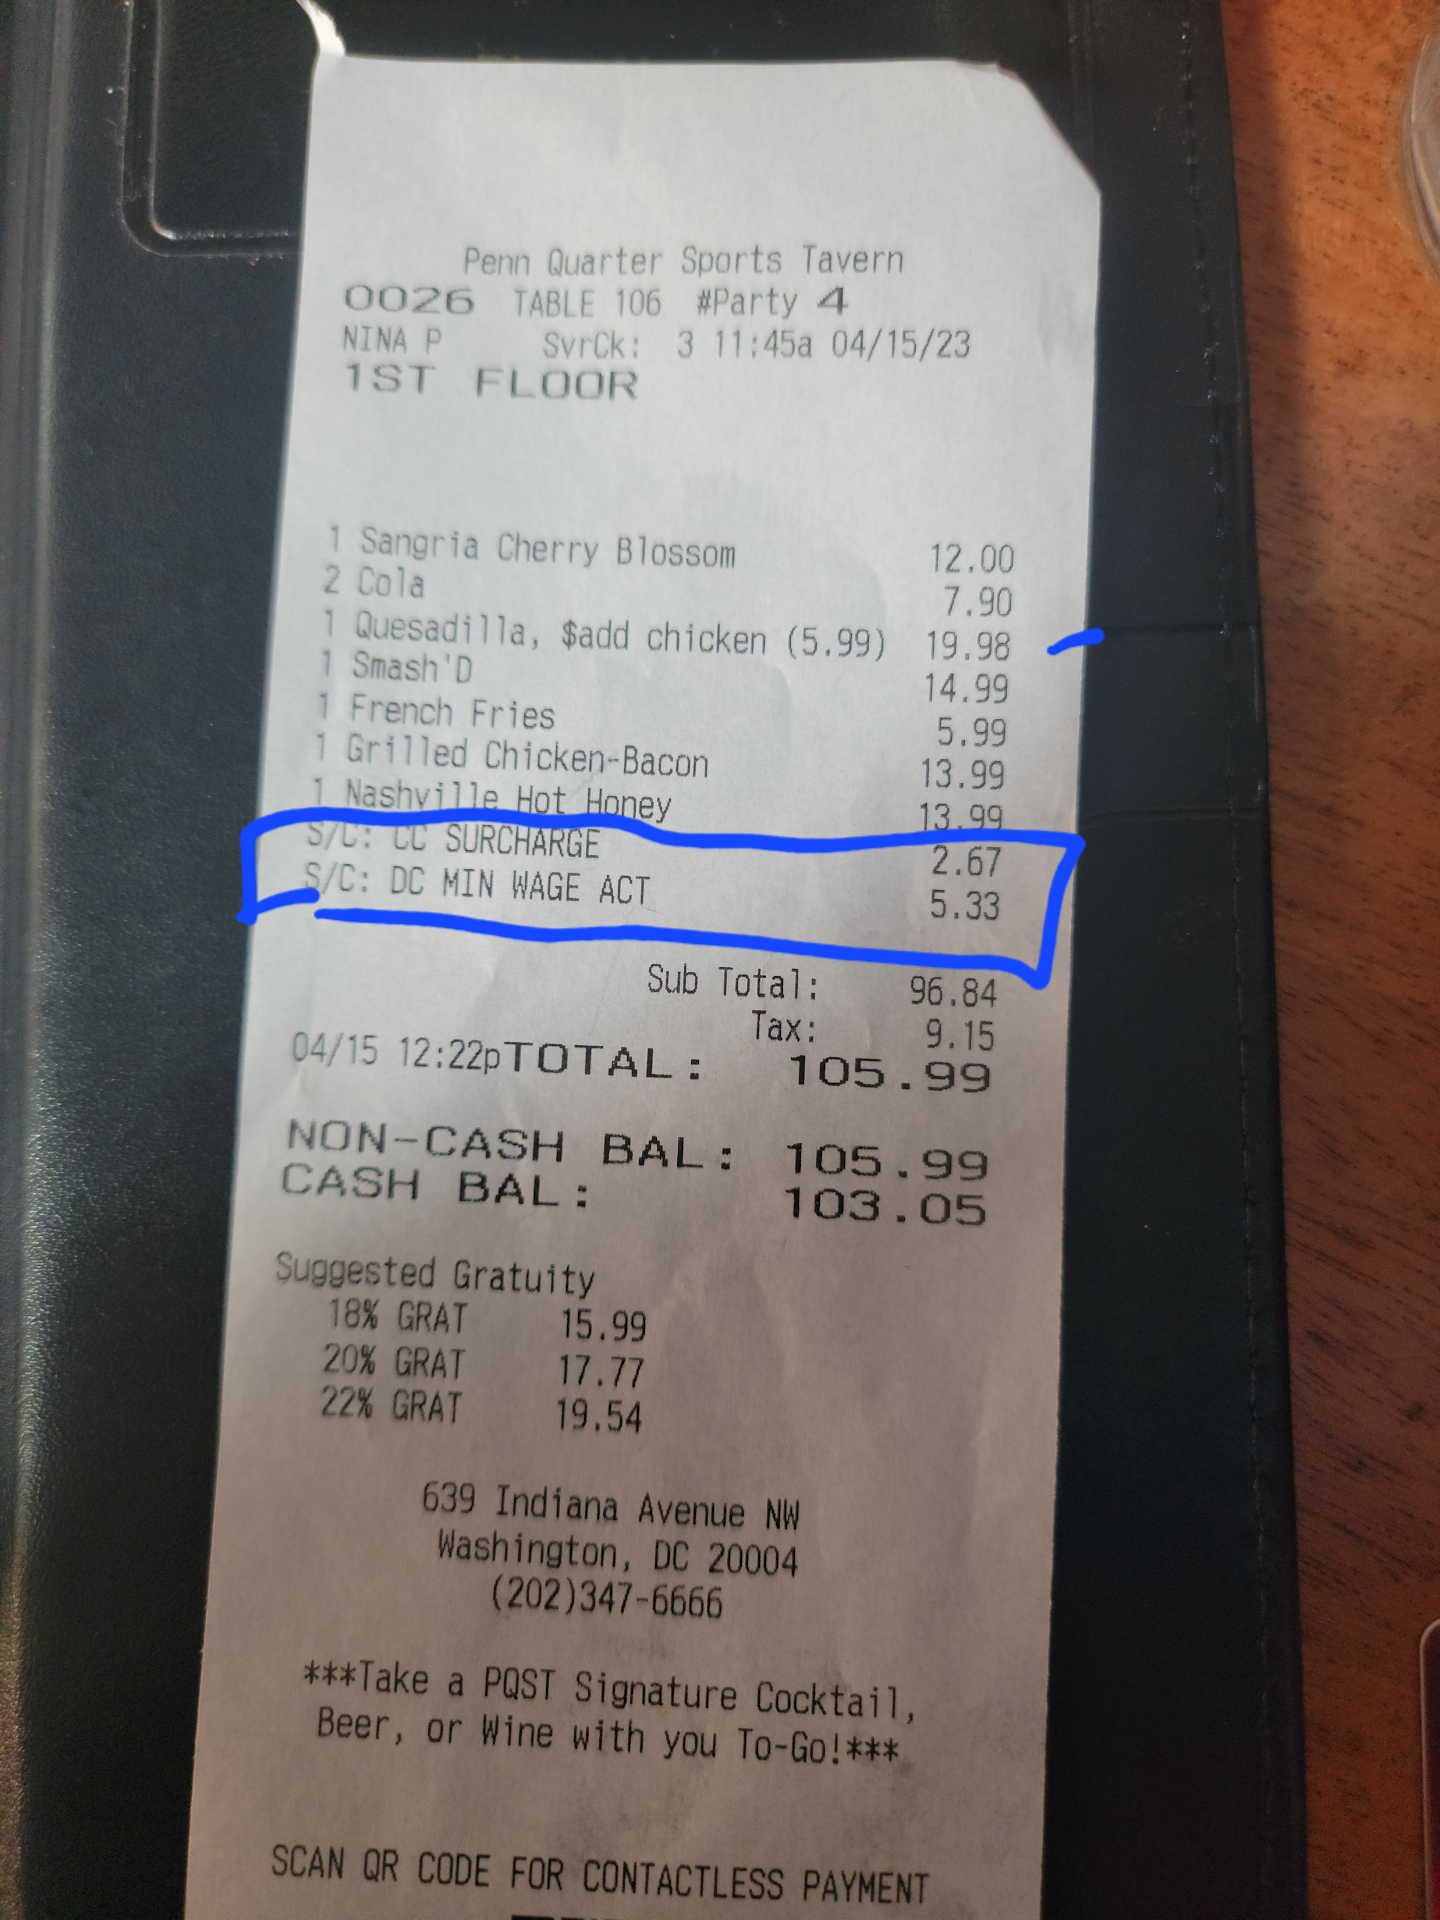 Penn Quarter Sports Tavern
0026 TABLE 106 #Party 4
NINA P SvrCk: 3 11:45a 04/15/23
1ST FLOOR
1 Sangria Cherry Blossom 12.00
2 Cola 7.90
1 Quesadilla, $add chicken (5.99) 19.98
1 Smash'D 14.99
1 French Fries 5.99
1 Grilled Chicken-Bacon 13.99
1 Nashville Hot Honey 13.99
S/C: CC SURCHARGE 2.67
S/C: DC MIN WAGE ACT 5.33
Sub Total: 96.84
Tax: 9.15
04/15 12:22pTOTAL: 105.99
NON-CASH BAL: 105.99
CASH BAL: 103.05
Suggested Gratuity
18% GRAT 15.99
20% GRAT 17.77
22% GRAT 19.54
639 Indiana Avenue NW
Washington, DC 20004
(202)347-6666
***Take a PQST Signature Cocktail,
Beer, or Wine with you To-Go!***
SCAN QR CODE FOR CONTACTLESS PAYMENT